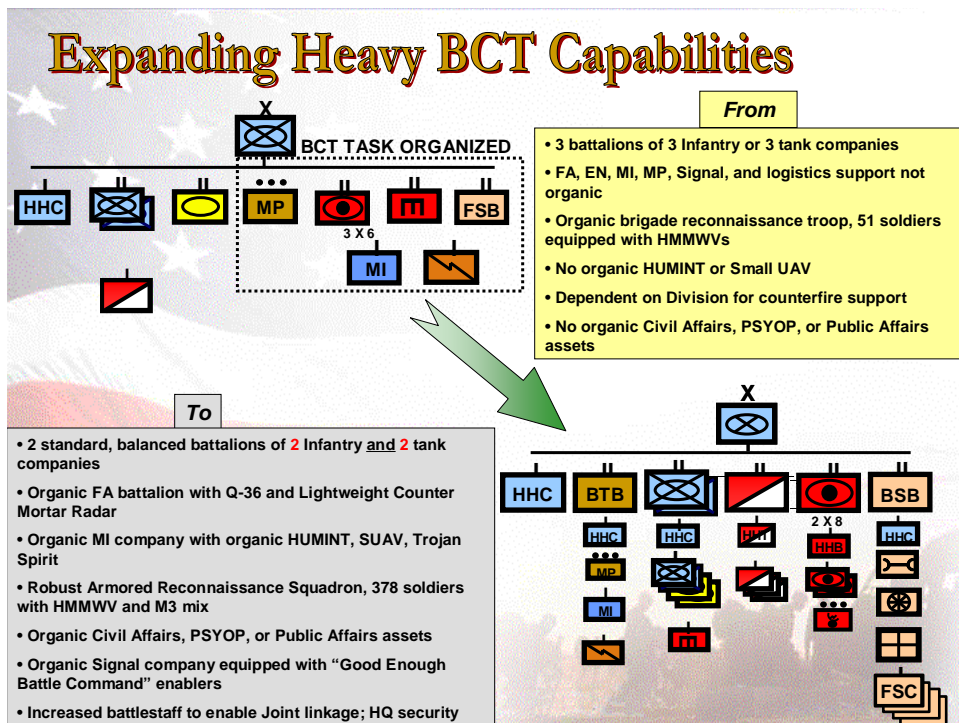 Expanding Heavy BCT Capabilities
X
BCT TASK ORGANIZED
HHC
MP
FSB
3 X 6
MI
From
• 3 battalions of 3 Infantry or 3 tank companies
• FA, EN, MI, MP, Signal, and logistics support not
organic
• Organic brigade reconnaissance troop, 51 soldiers
equipped with HMMWVs
• No organic HUMINT or Small UAV
• Dependent on Division for counterfire support
• No organic Civil Affairs, PSYOP, or Public Affairs
assets
To
• 2 standard, balanced battalions of 2 Infantry and 2 tank
companies
• Organic FA battalion with Q-36 and Lightweight Counter
Mortar Radar
• Organic MI company with organic HUMINT, SUAV, Trojan
Spirit
• Robust Armored Reconnaissance Squadron, 378 soldiers
with HMMWV and M3 mix
• Organic Civil Affairs, PSYOP, or Public Affairs assets
• Organic Signal company equipped with “Good Enough
Battle Command” enablers
• Increased battlestaff to enable Joint linkage; HQ security
X
HHC
BTB
BSB
2 X 8
HHC
HHC
HHT
HHB
HHC
MP
MI
FSC